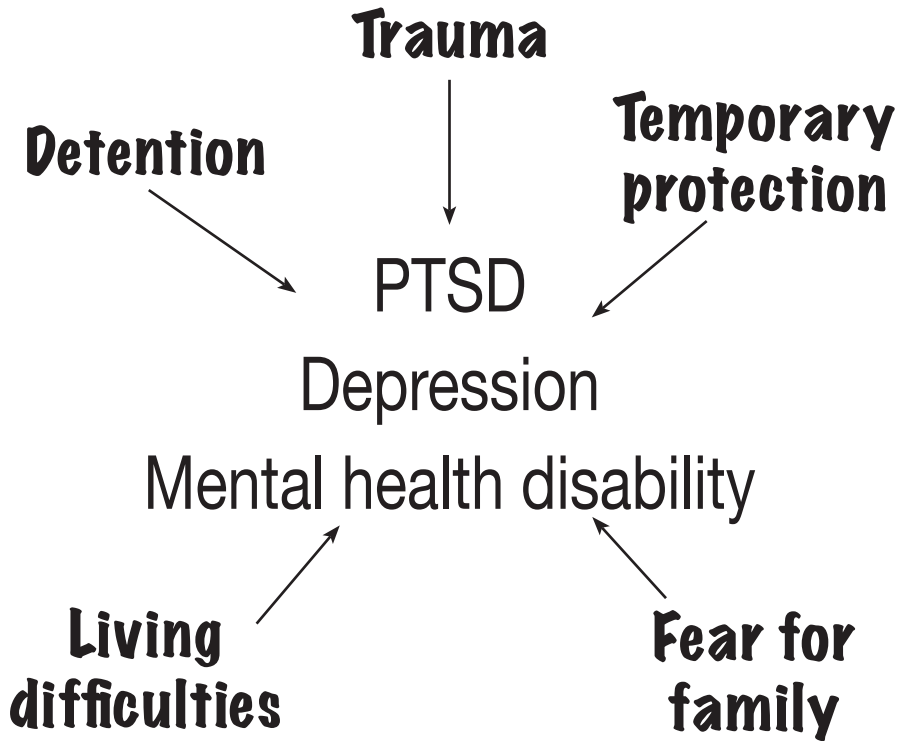 Trauma
Detention
Temporary
protection
PTSD
Depression
Mental health disability
Living
difficulties
Fear for
family